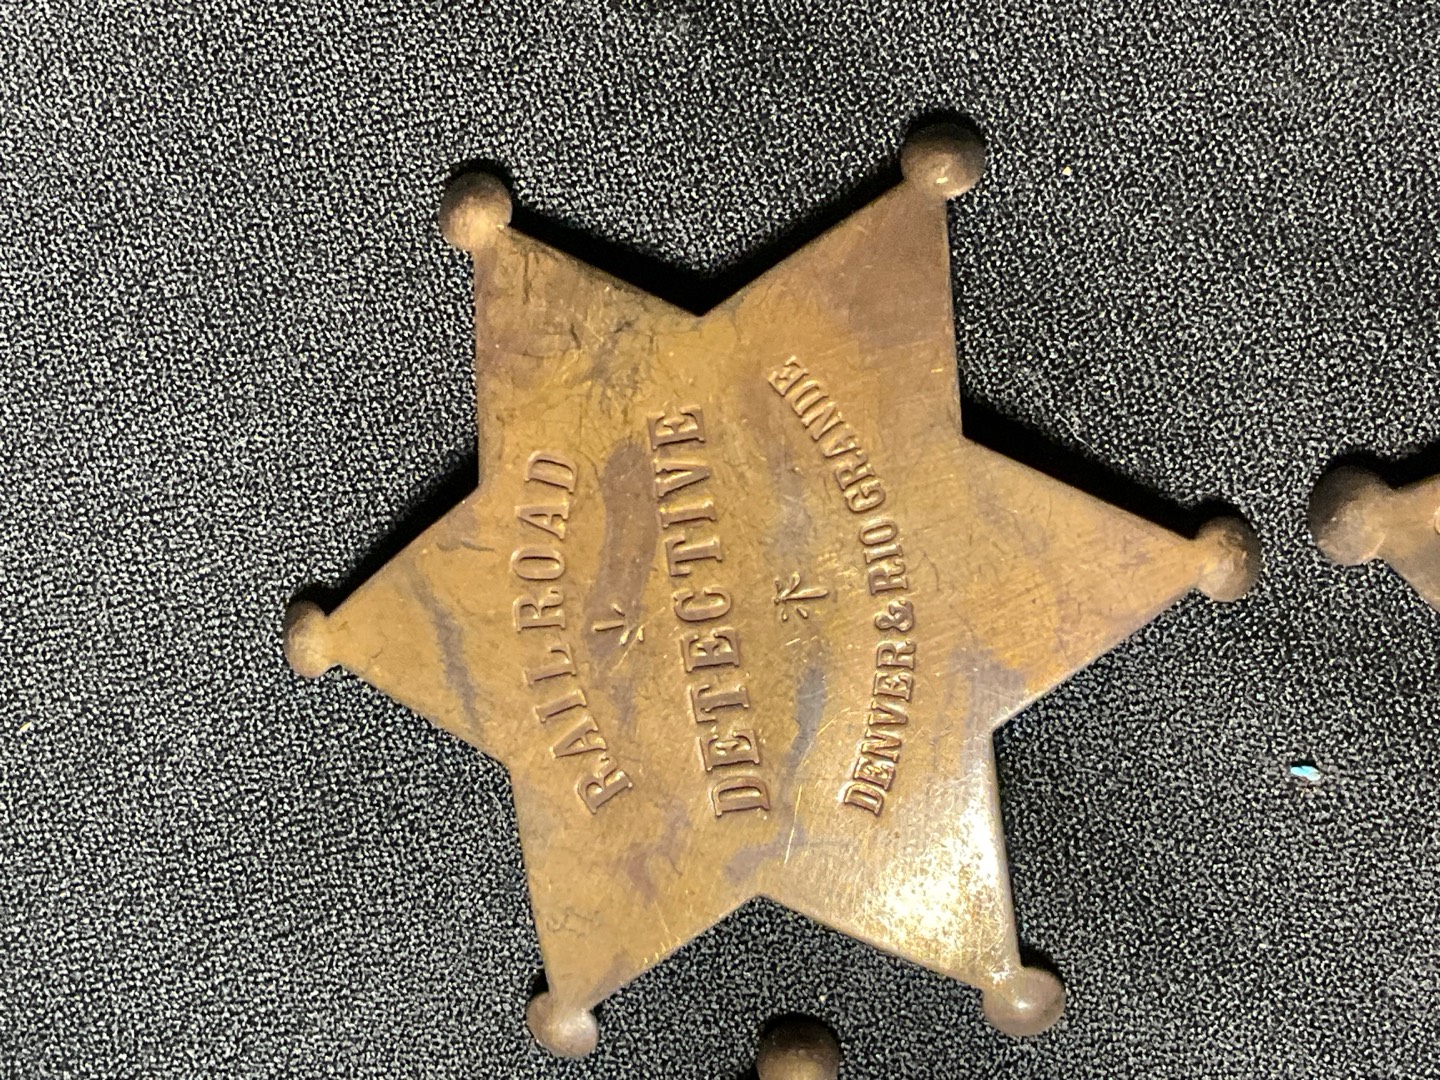 RAILROAD
DETECTIVE
DENVER & RIO GRANDE